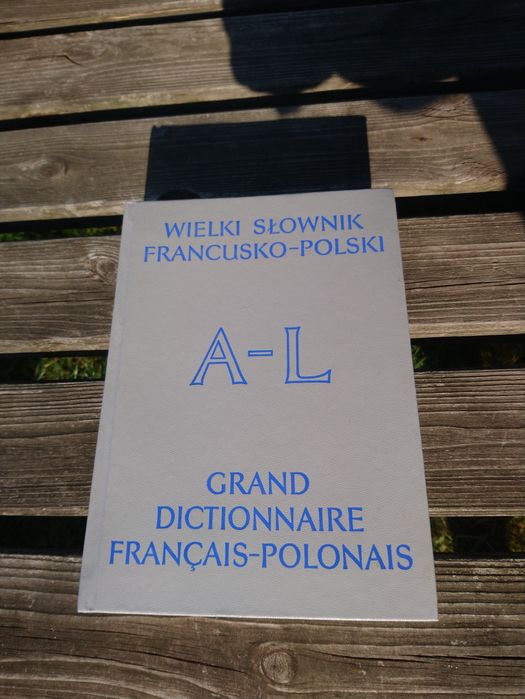 WIELKI SŁOWNIK
FRANCUSKO-POLSKI
A-L
GRAND
DICTIONNAIRE
FRANÇAIS-POLONAIS